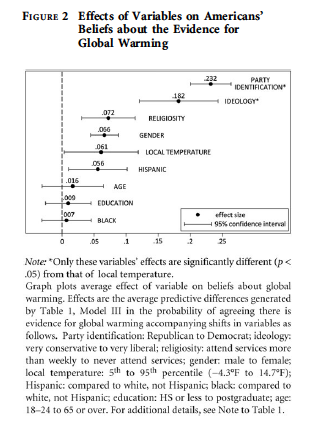 FIGURE 2 Effects of Variables on Americans'
Beliefs about the Evidence for
Global Warming
.232 PARTY
IDENTIFICATION*
.182 IDEOLOGY*
.072 RELIGIOSITY
.066 GENDER
.061 LOCAL TEMPERATURE
.056 HISPANIC
.016 AGE
.009 EDUCATION
.007 BLACK
effect size
95% confidence interval
0 .05 .1 .15 .2 .25
Note: *Only these variables' effects are significantly different (p <
.05) from that of local temperature.
Graph plots average effect of variable on beliefs about global
warming. Effects are the average predictive differences generated
by Table 1, Model III in the probability of agreeing there is
evidence for global warming accompanying shifts in variables as
follows. Party identification: Republican to Democrat; ideology:
very conservative to very liberal; religiosity: attend services more
than weekly to never attend services; gender: male to female;
local temperature: 5th to 95th percentile (−4.3°F to 14.7°F);
Hispanic: compared to white, not Hispanic; black: compared to
white, not Hispanic; education: HS or less to postgraduate; age:
18–24 to 65 or over. For additional details, see Note to Table 1.